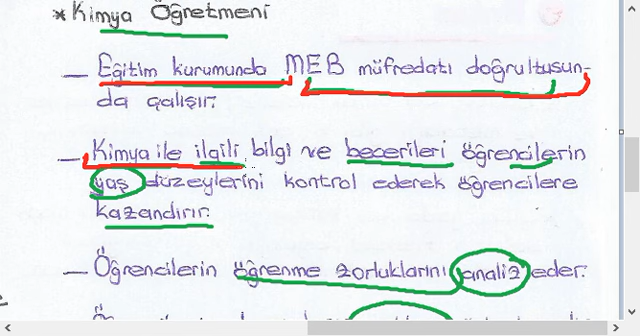 * Kimya Öğretmeni
— Eğitim kurumunda MEB müfredatı doğrultusun-
da çalışır.
— Kimya ile ilgili bilgi ve becerileri öğrencilerin
yaş düzeylerini kontrol ederek öğrencilere
kazandırır.
— Öğrencilerin öğrenme zorluklarını analiz eder.